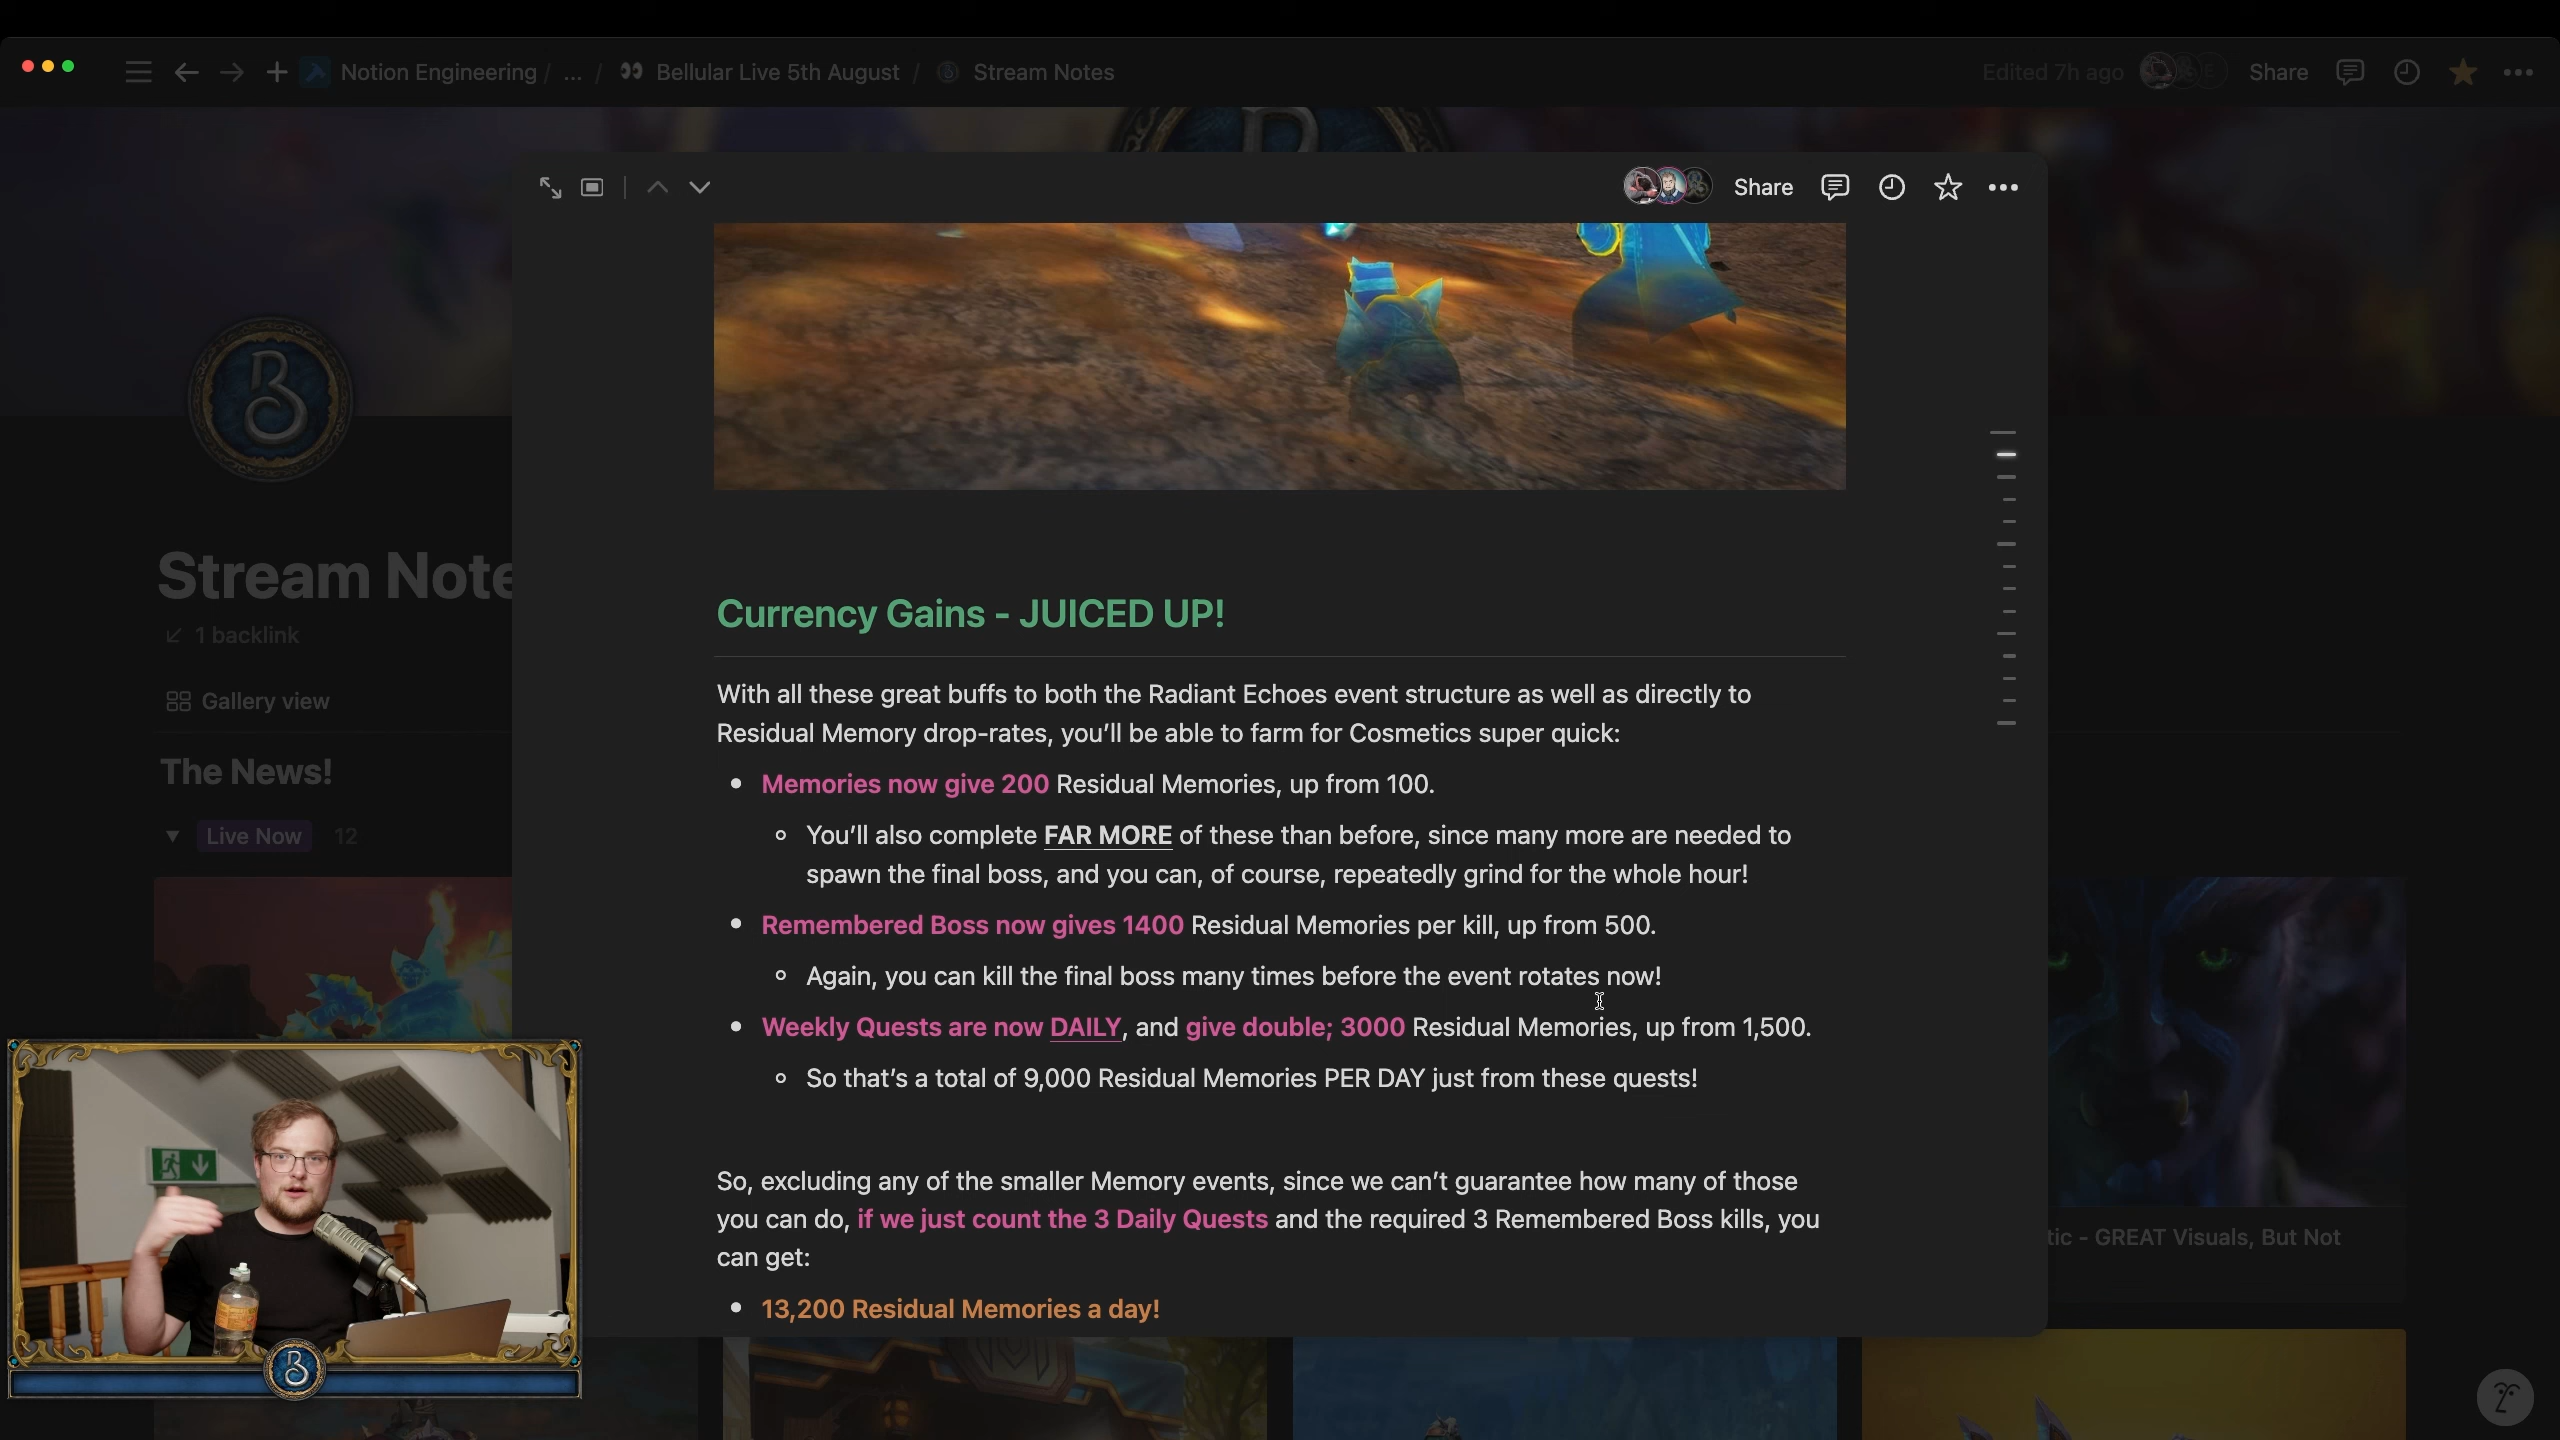 Notion Engineering / ... / 👀 Bellular Live 5th August / Stream Notes
Edited 7h ago
Share
Share
Stream Note
1 backlink
Gallery view
The News!
Live Now 12
Currency Gains - JUICED UP!
With all these great buffs to both the Radiant Echoes event structure as well as directly to
Residual Memory drop-rates, you’ll be able to farm for Cosmetics super quick:
• Memories now give 200 Residual Memories, up from 100.
◦ You’ll also complete FAR MORE of these than before, since many more are needed to
spawn the final boss, and you can, of course, repeatedly grind for the whole hour!
• Remembered Boss now gives 1400 Residual Memories per kill, up from 500.
◦ Again, you can kill the final boss many times before the event rotates now!
• Weekly Quests are now DAILY, and give double; 3000 Residual Memories, up from 1,500.
◦ So that’s a total of 9,000 Residual Memories PER DAY just from these quests!
So, excluding any of the smaller Memory events, since we can’t guarantee how many of those
you can do, if we just count the 3 Daily Quests and the required 3 Remembered Boss kills, you
can get:
• 13,200 Residual Memories a day!
tic - GREAT Visuals, But Not
B